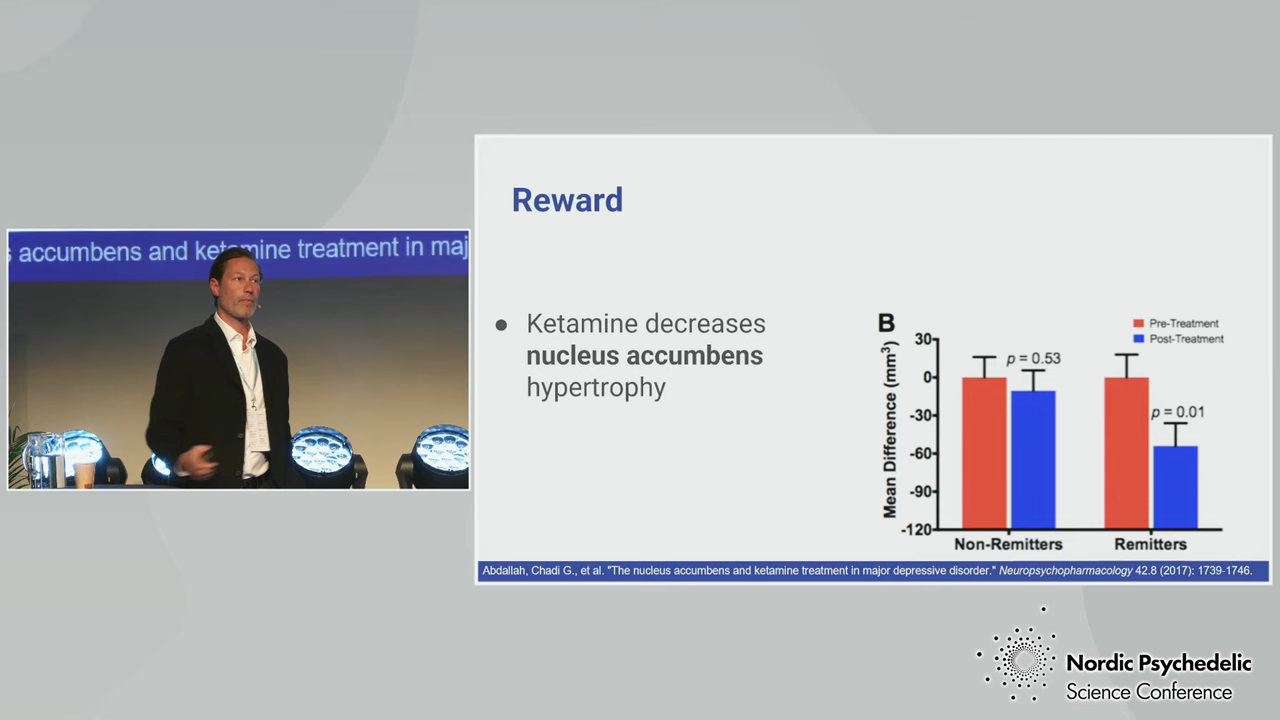 s accumbens and ketamine treatment in maj
Reward
● Ketamine decreases
nucleus accumbens
hypertrophy
B
Pre-Treatment
Post-Treatment
Mean Difference (mm³)
30
0
-30
-60
-90
-120
p = 0.53
p = 0.01
Non-Remitters
Remitters
Abdallah, Chadi G., et al. "The nucleus accumbens and ketamine treatment in major depressive disorder." Neuropsychopharmacology 42.8 (2017): 1739-1746.
Nordic Psychedelic
Science Conference